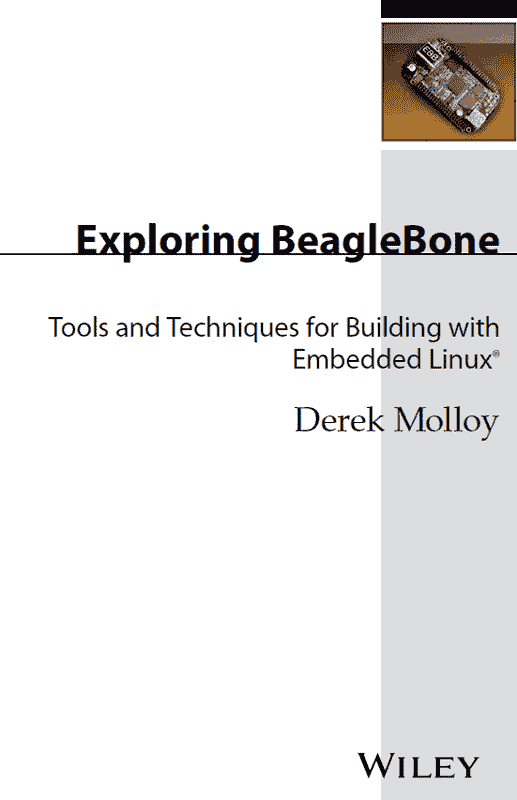 Exploring BeagleBone
Tools and Techniques for Building with
Embedded Linux®
Derek Molloy
WILEY